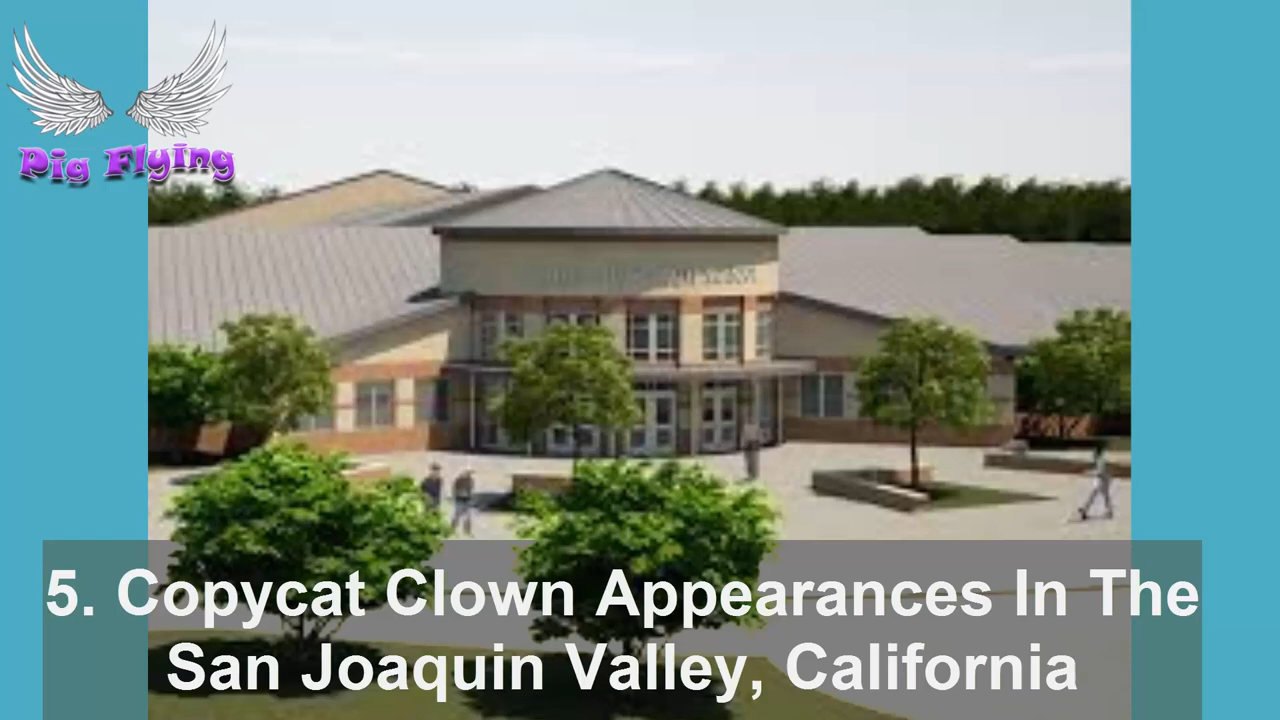 Pig Flying
5. Copycat Clown Appearances In The
San Joaquin Valley, California